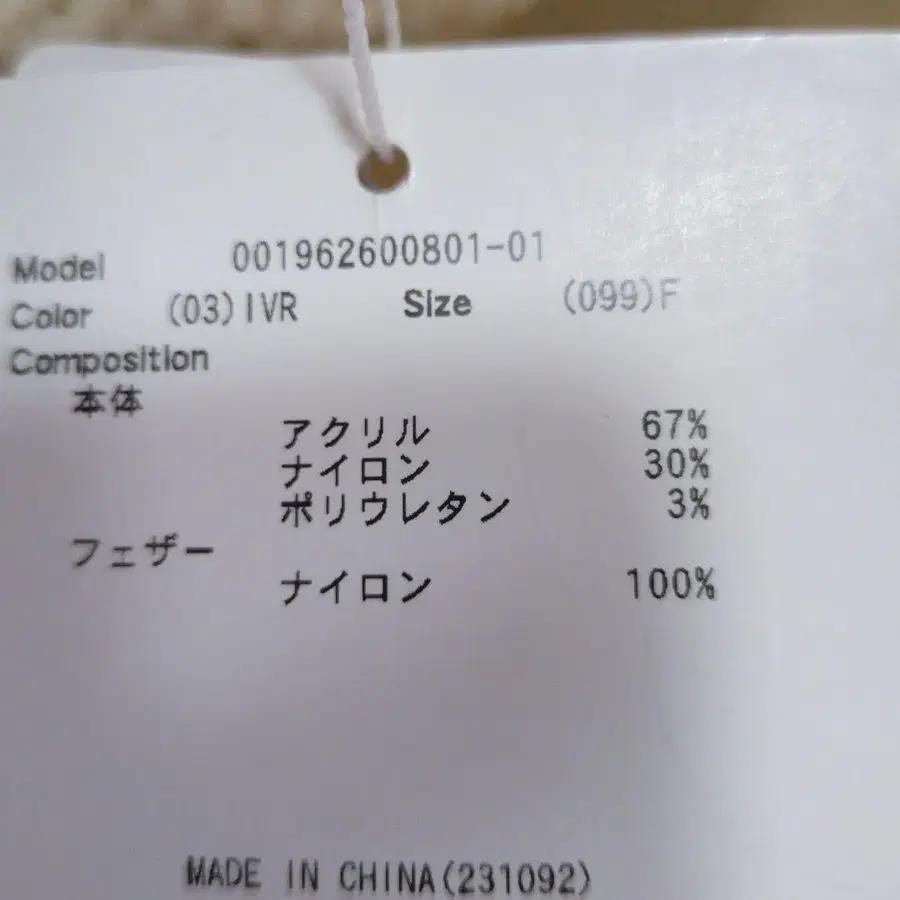 Model 001962600801-01
Color (03)IVR Size (099)F
Composition
本体
アクリル 67%
ナイロン 30%
ポリウレタン 3%
フェザー
ナイロン 100%
MADE IN CHINA(231092)